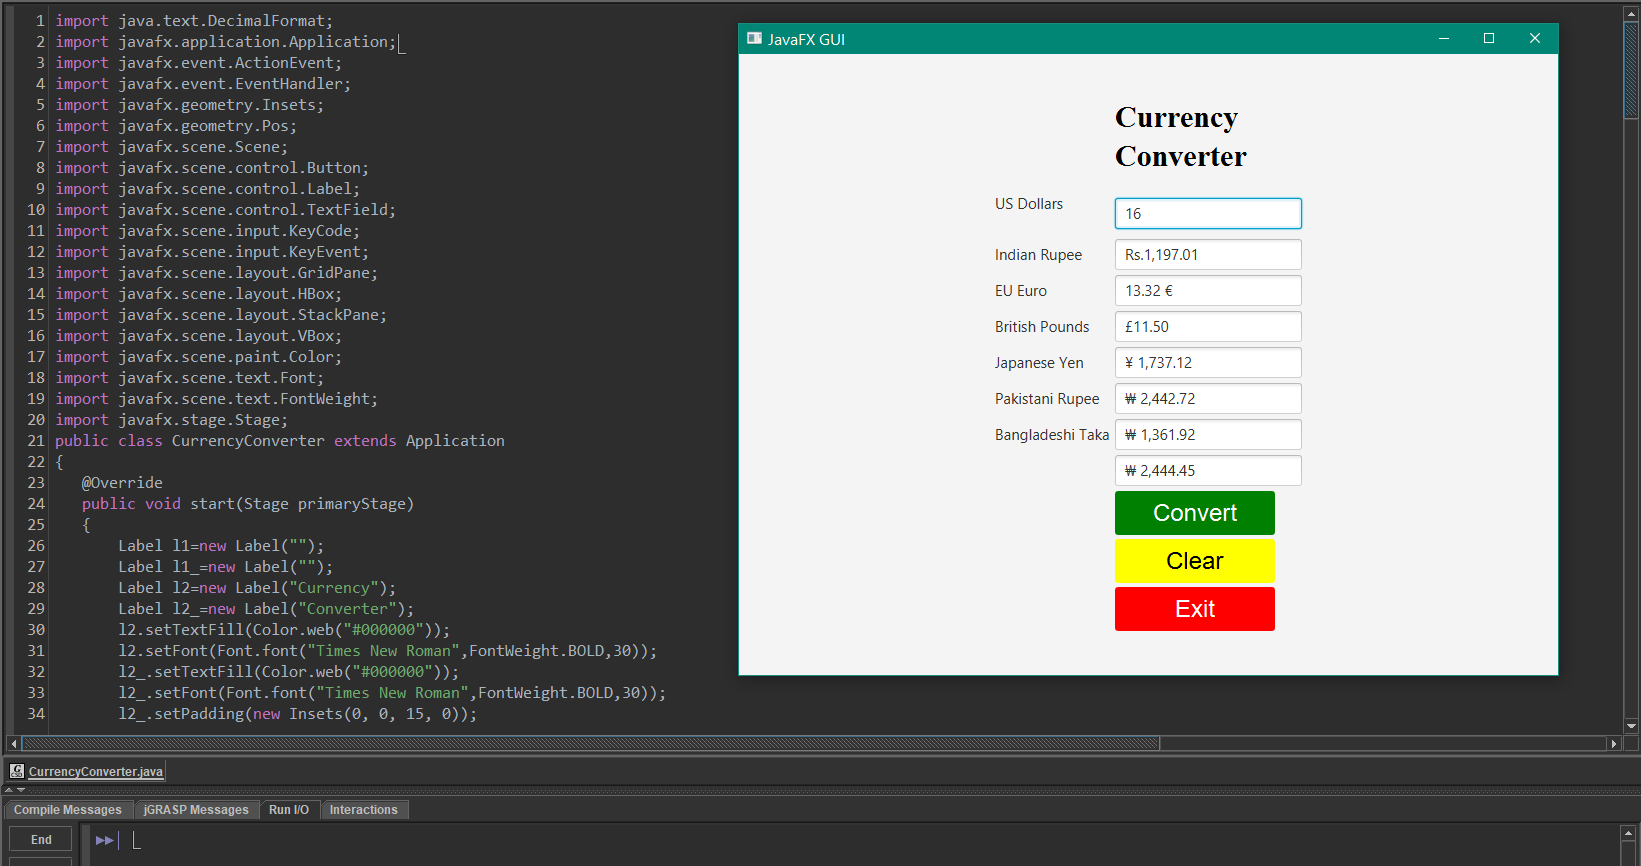 1 import java.text.DecimalFormat;
2 import javafx.application.Application;
3 import javafx.event.ActionEvent;
4 import javafx.event.EventHandler;
5 import javafx.geometry.Insets;
6 import javafx.geometry.Pos;
7 import javafx.scene.Scene;
8 import javafx.scene.control.Button;
9 import javafx.scene.control.Label;
10 import javafx.scene.control.TextField;
11 import javafx.scene.input.KeyCode;
12 import javafx.scene.input.KeyEvent;
13 import javafx.scene.layout.GridPane;
14 import javafx.scene.layout.HBox;
15 import javafx.scene.layout.StackPane;
16 import javafx.scene.layout.VBox;
17 import javafx.scene.paint.Color;
18 import javafx.scene.text.Font;
19 import javafx.scene.text.FontWeight;
20 import javafx.stage.Stage;
21 public class CurrencyConverter extends Application
22 {
23 @Override
24 public void start(Stage primaryStage)
25 {
26 Label l1=new Label("");
27 Label l1_=new Label("");
28 Label l2=new Label("Currency");
29 Label l2_=new Label("Converter");
30 l2.setTextFill(Color.web("#000000"));
31 l2.setFont(Font.font("Times New Roman",FontWeight.BOLD,30));
32 l2_.setTextFill(Color.web("#000000"));
33 l2_.setFont(Font.font("Times New Roman",FontWeight.BOLD,30));
34 l2_.setPadding(new Insets(0, 0, 15, 0));
JavaFX GUI
Currency
Converter
US Dollars 16
Indian Rupee Rs.1,197.01
EU Euro 13.32 €
British Pounds £11.50
Japanese Yen ¥ 1,737.12
Pakistani Rupee ₩ 2,442.72
Bangladeshi Taka ₩ 1,361.92
₩ 2,444.45
Convert
Clear
Exit
CurrencyConverter.java
Compile Messages jGRASP Messages Run I/O Interactions
End